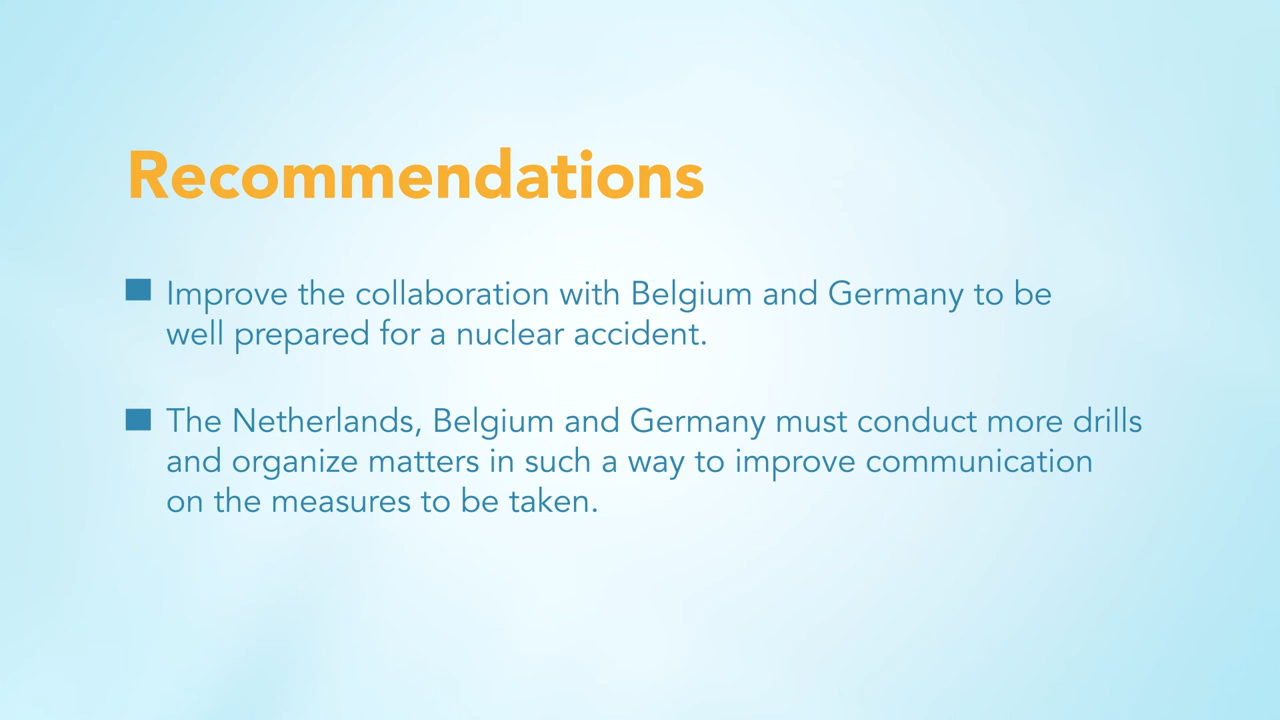 Recommendations
Improve the collaboration with Belgium and Germany to be
well prepared for a nuclear accident.
The Netherlands, Belgium and Germany must conduct more drills
and organize matters in such a way to improve communication
on the measures to be taken.